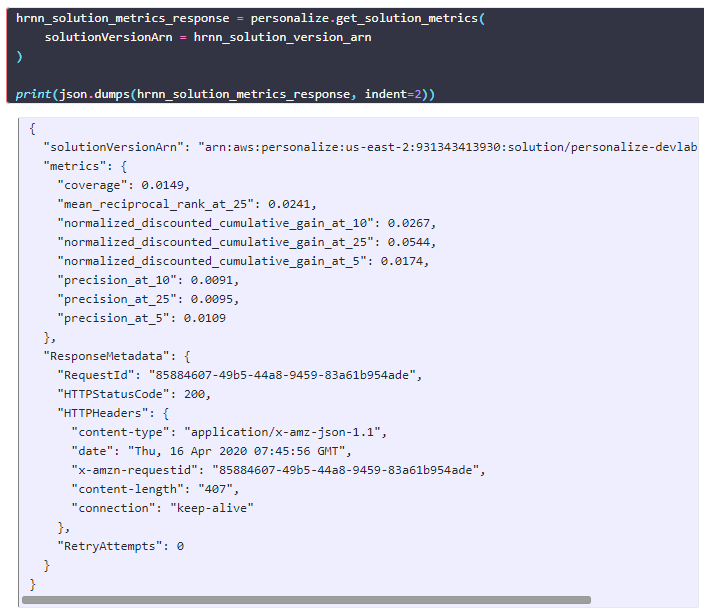 hrnn_solution_metrics_response = personalize.get_solution_metrics(
    solutionVersionArn = hrnn_solution_version_arn
)
print(json.dumps(hrnn_solution_metrics_response, indent=2))
{
  "solutionVersionArn": "arn:aws:personalize:us-east-2:931343413930:solution/personalize-devlab
  "metrics": {
    "coverage": 0.0149,
    "mean_reciprocal_rank_at_25": 0.0241,
    "normalized_discounted_cumulative_gain_at_10": 0.0267,
    "normalized_discounted_cumulative_gain_at_25": 0.0544,
    "normalized_discounted_cumulative_gain_at_5": 0.0174,
    "precision_at_10": 0.0091,
    "precision_at_25": 0.0095,
    "precision_at_5": 0.0109
  },
  "ResponseMetadata": {
    "RequestId": "85884607-49b5-44a8-9459-83a61b954ade",
    "HTTPStatusCode": 200,
    "HTTPHeaders": {
      "content-type": "application/x-amz-json-1.1",
      "date": "Thu, 16 Apr 2020 07:45:56 GMT",
      "x-amzn-requestid": "85884607-49b5-44a8-9459-83a61b954ade",
      "content-length": "407",
      "connection": "keep-alive"
    },
    "RetryAttempts": 0
  }
}